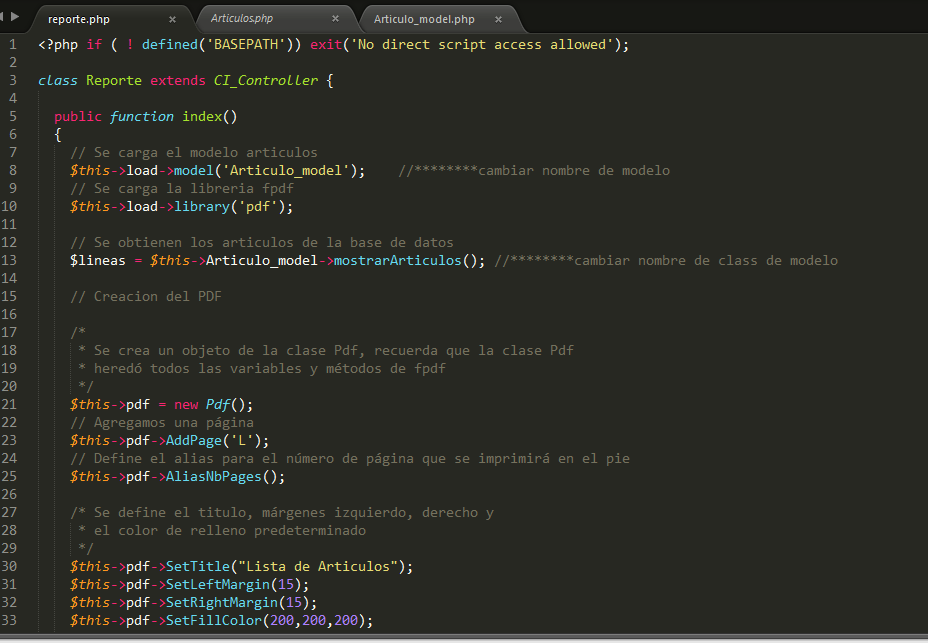 reporte.php × Articulos.php × Articulo_model.php ×
1 <?php if ( ! defined('BASEPATH')) exit('No direct script access allowed');
2
3 class Reporte extends CI_Controller {
4
5 public function index()
6 {
7 // Se carga el modelo articulos
8 $this->load->model('Articulo_model'); //********cambiar nombre de modelo
9 // Se carga la libreria fpdf
10 $this->load->library('pdf');
11
12 // Se obtienen los articulos de la base de datos
13 $lineas = $this->Articulo_model->mostrarArticulos(); //********cambiar nombre de class de modelo
14
15 // Creacion del PDF
16
17 /*
18 * Se crea un objeto de la clase Pdf, recuerda que la clase Pdf
19 * heredó todos las variables y métodos de fpdf
20 */
21 $this->pdf = new Pdf();
22 // Agregamos una página
23 $this->pdf->AddPage('L');
24 // Define el alias para el número de página que se imprimirá en el pie
25 $this->pdf->AliasNbPages();
26
27 /* Se define el titulo, márgenes izquierdo, derecho y
28 * el color de relleno predeterminado
29 */
30 $this->pdf->SetTitle("Lista de Articulos");
31 $this->pdf->SetLeftMargin(15);
32 $this->pdf->SetRightMargin(15);
33 $this->pdf->SetFillColor(200,200,200);